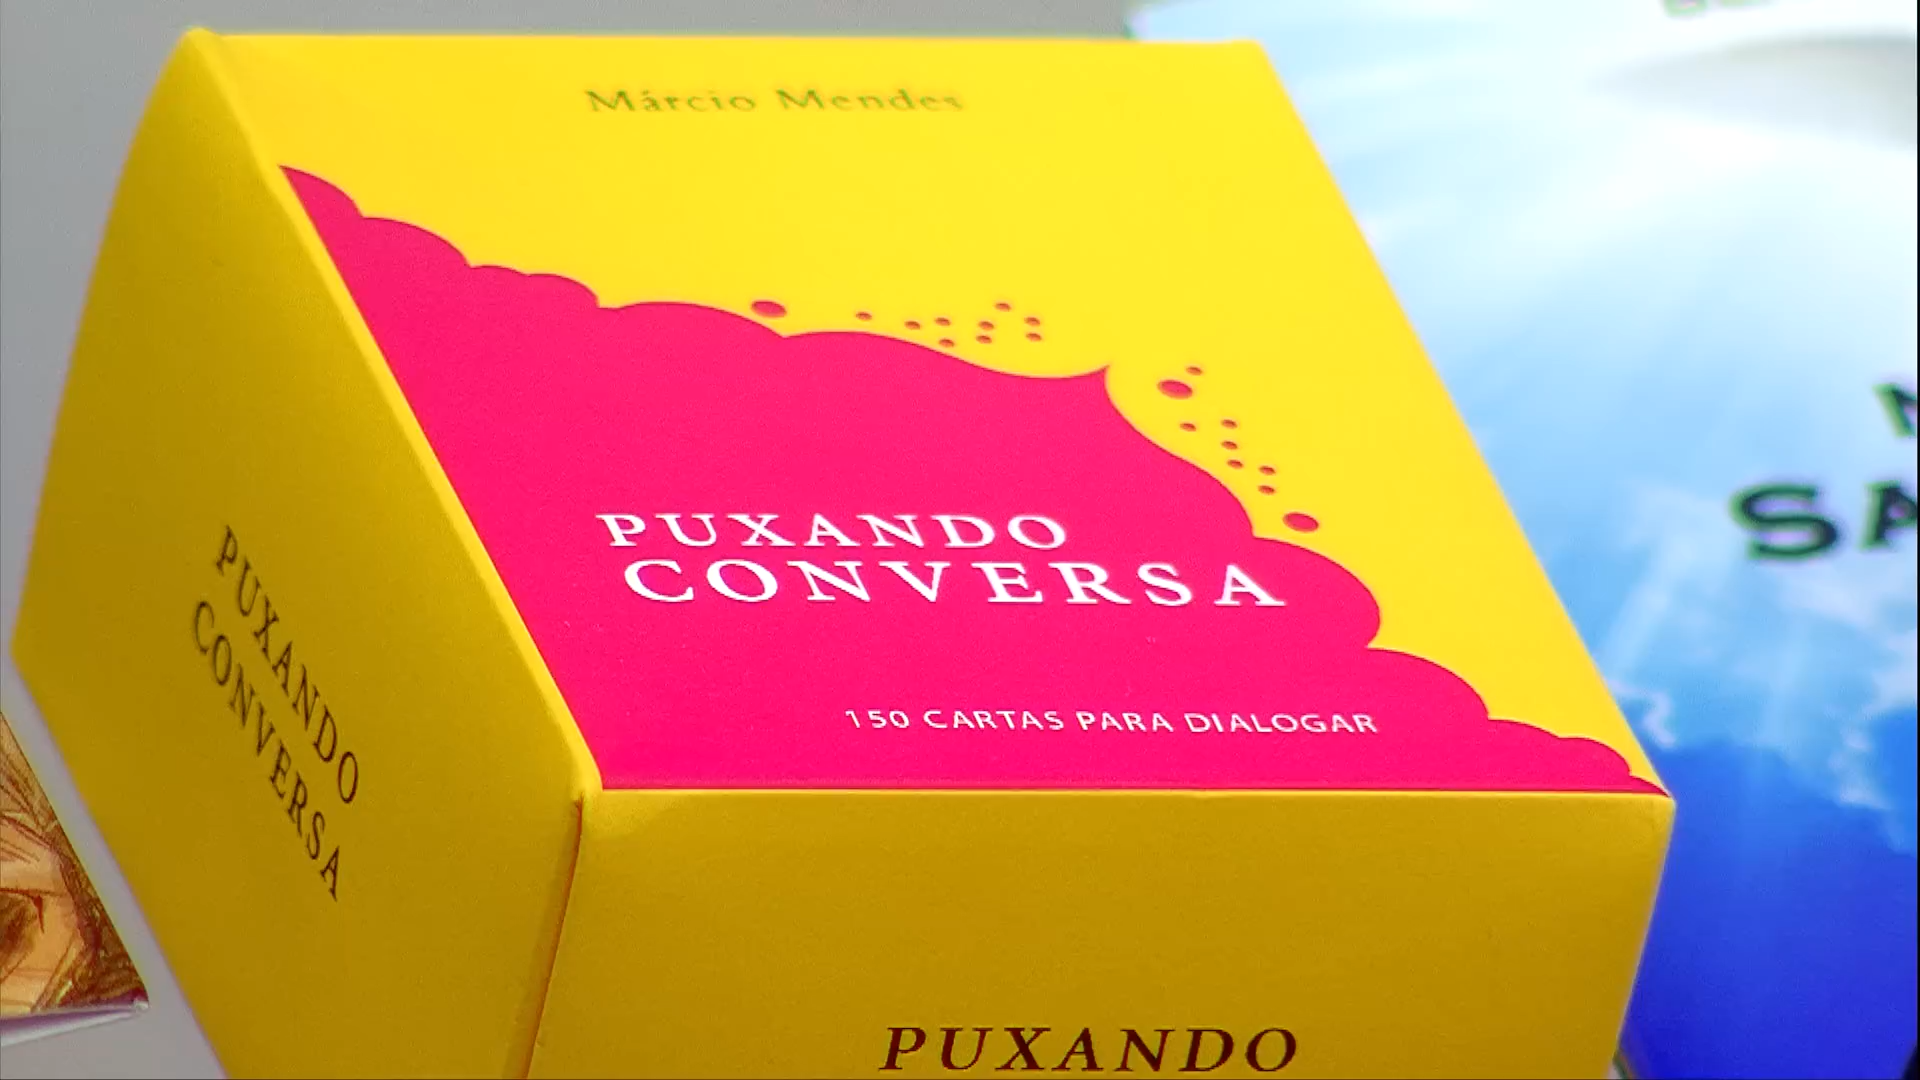 Márcio Mendes
PUXANDO
CONVERSA
150 CARTAS PARA DIALOGAR
PUXANDO
CONVERSA
PUXANDO